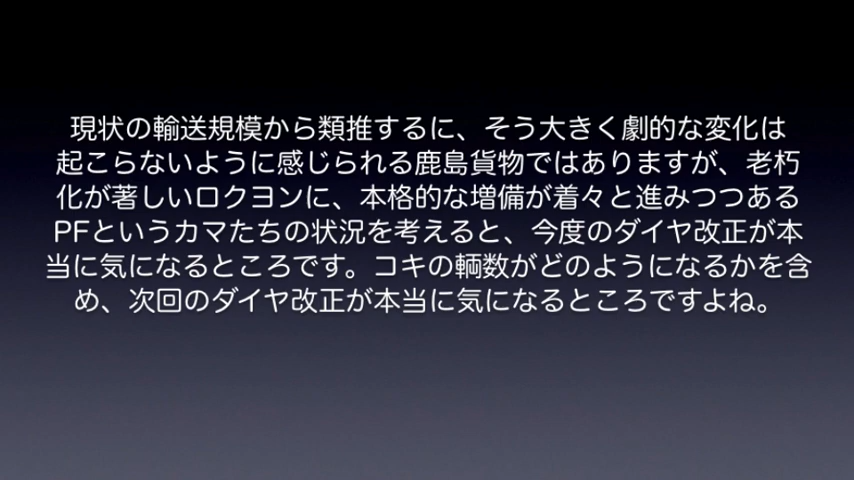 現状の輸送規模から類推するに、そう大きく劇的な変化は
起こらないように感じられる鹿島貨物ではありますが、老朽
化が著しいロクヨンに、本格的な増備が着々と進みつつある
PFというカマたちの状況を考えると、今度のダイヤ改正が本
当に気になるところです。コキの輌数がどのようになるかを含
め、次回のダイヤ改正が本当に気になるところですよね。